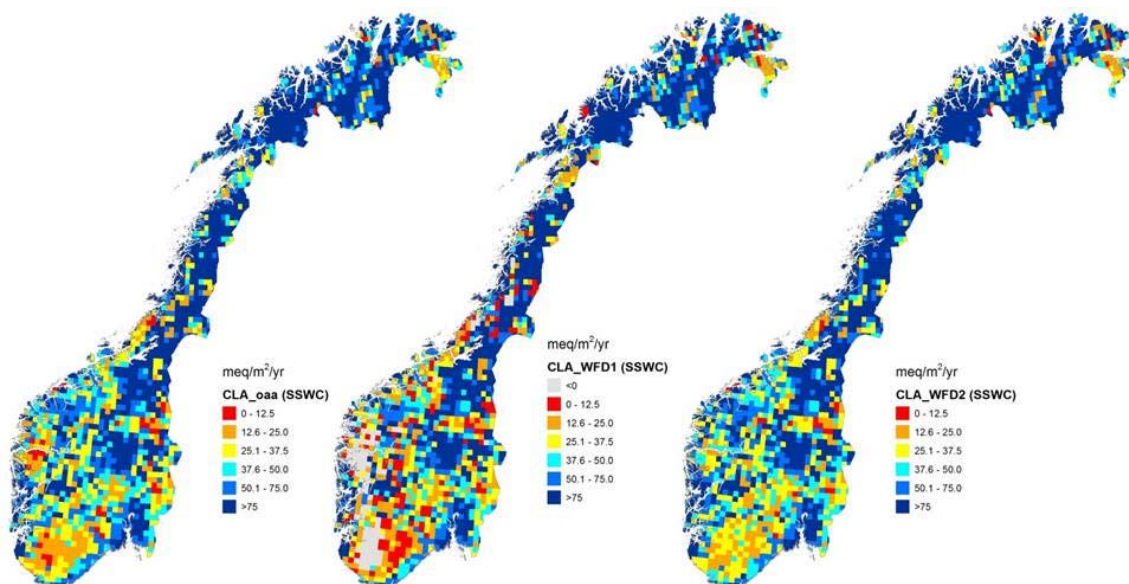 meq/m²/yr
CLA_oaa (SSWC)
0 - 12.5
12.6 - 25.0
25.1 - 37.5
37.6 - 50.0
50.1 - 75.0
>75
meq/m²/yr
CLA_WFD1 (SSWC)
<0
0 - 12.5
12.6 - 25.0
25.1 - 37.5
37.6 - 50.0
50.1 - 75.0
>75
meq/m²/yr
CLA_WFD2 (SSWC)
0 - 12.5
12.6 - 25.0
25.1 - 37.5
37.6 - 50.0
50.1 - 75.0
>75